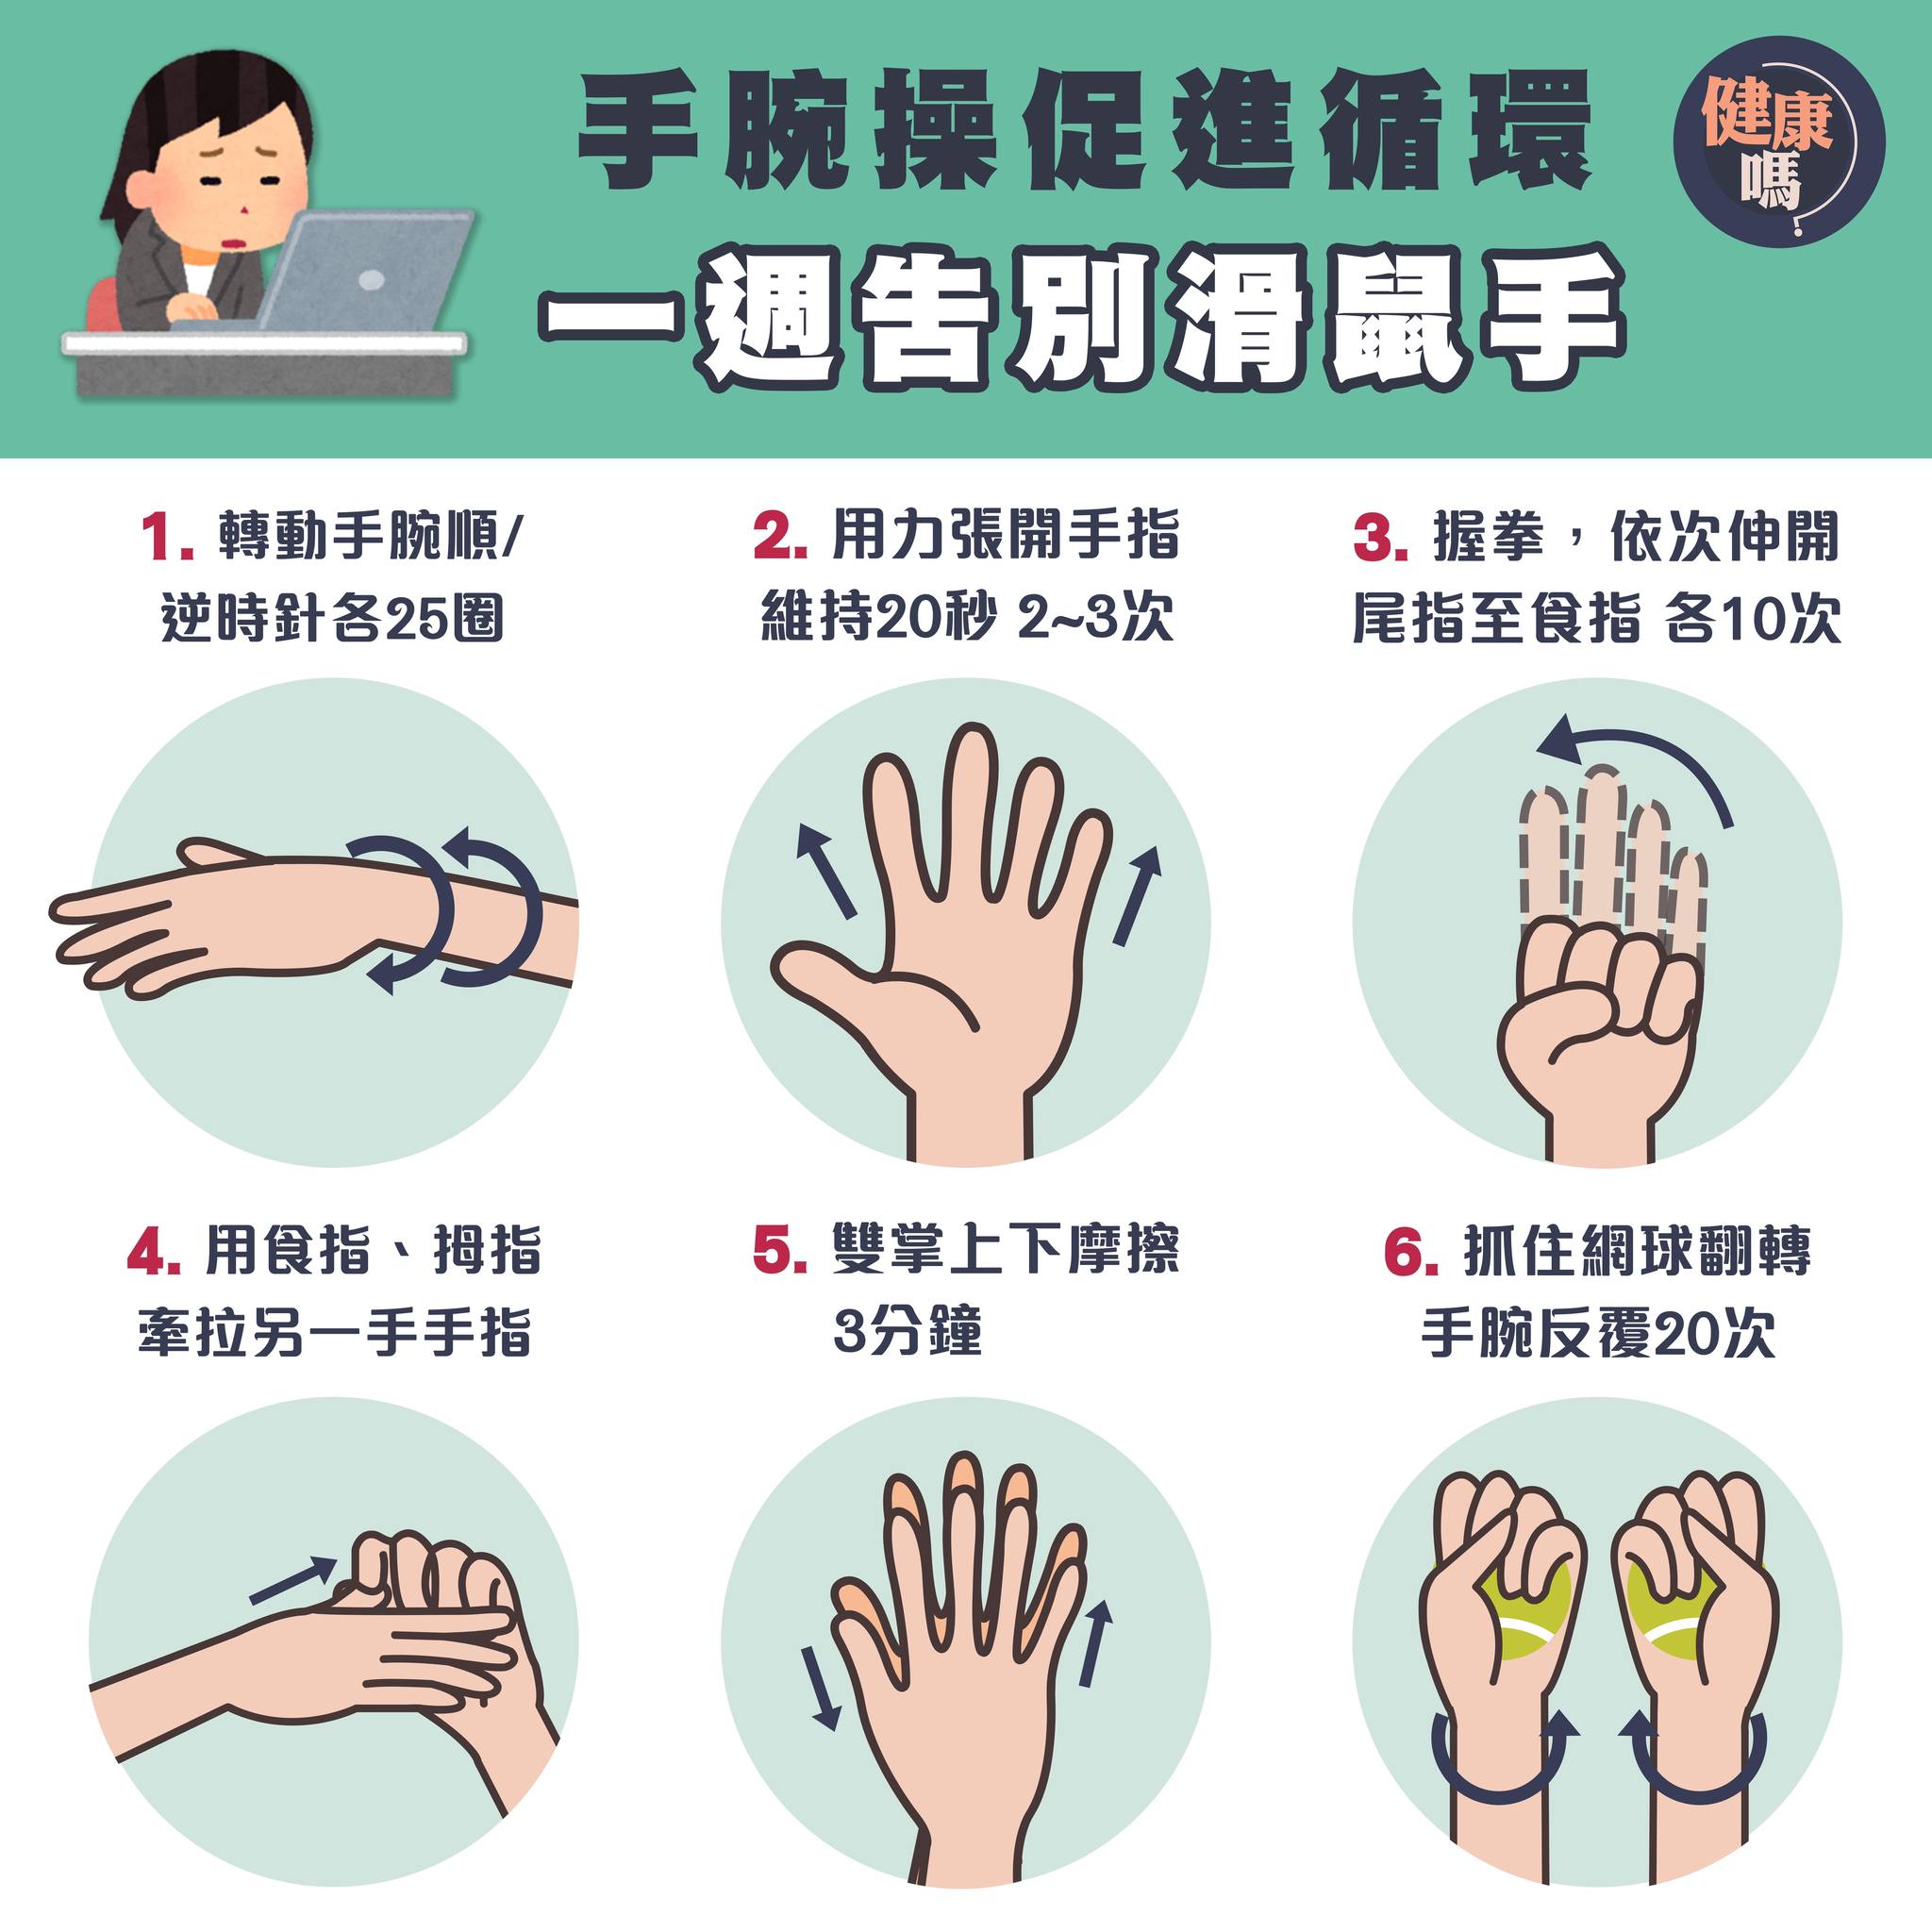 手腕操促進循環
一週告別滑鼠手
健康
嗎?
1. 轉動手腕順/
逆時針各25圈
2. 用力張開手指
維持20秒 2~3次
3. 握拳，依次伸開
尾指至食指 各10次
4. 用食指、拇指
牽拉另一手手指
5. 雙掌上下摩擦
3分鐘
6. 抓住網球翻轉
手腕反覆20次